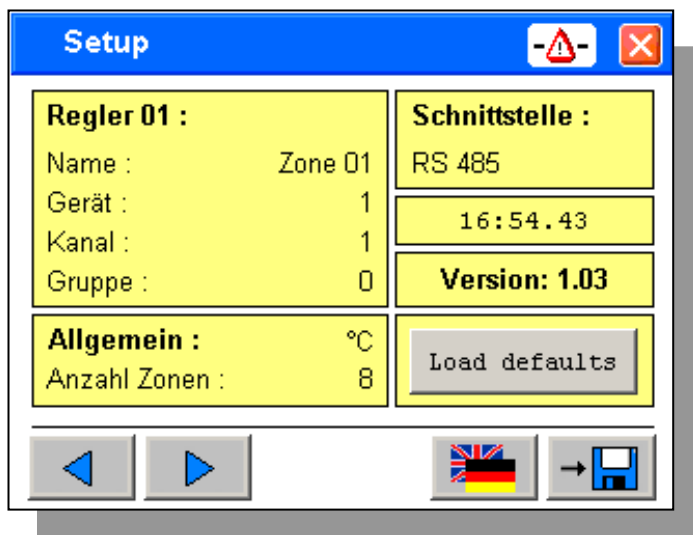 Setup
Regler 01 :
Name : Zone 01
Gerät : 1
Kanal : 1
Gruppe : 0
Schnittstelle :
RS 485
16:54.43
Version: 1.03
Allgemein : °C
Anzahl Zonen : 8
Load defaults